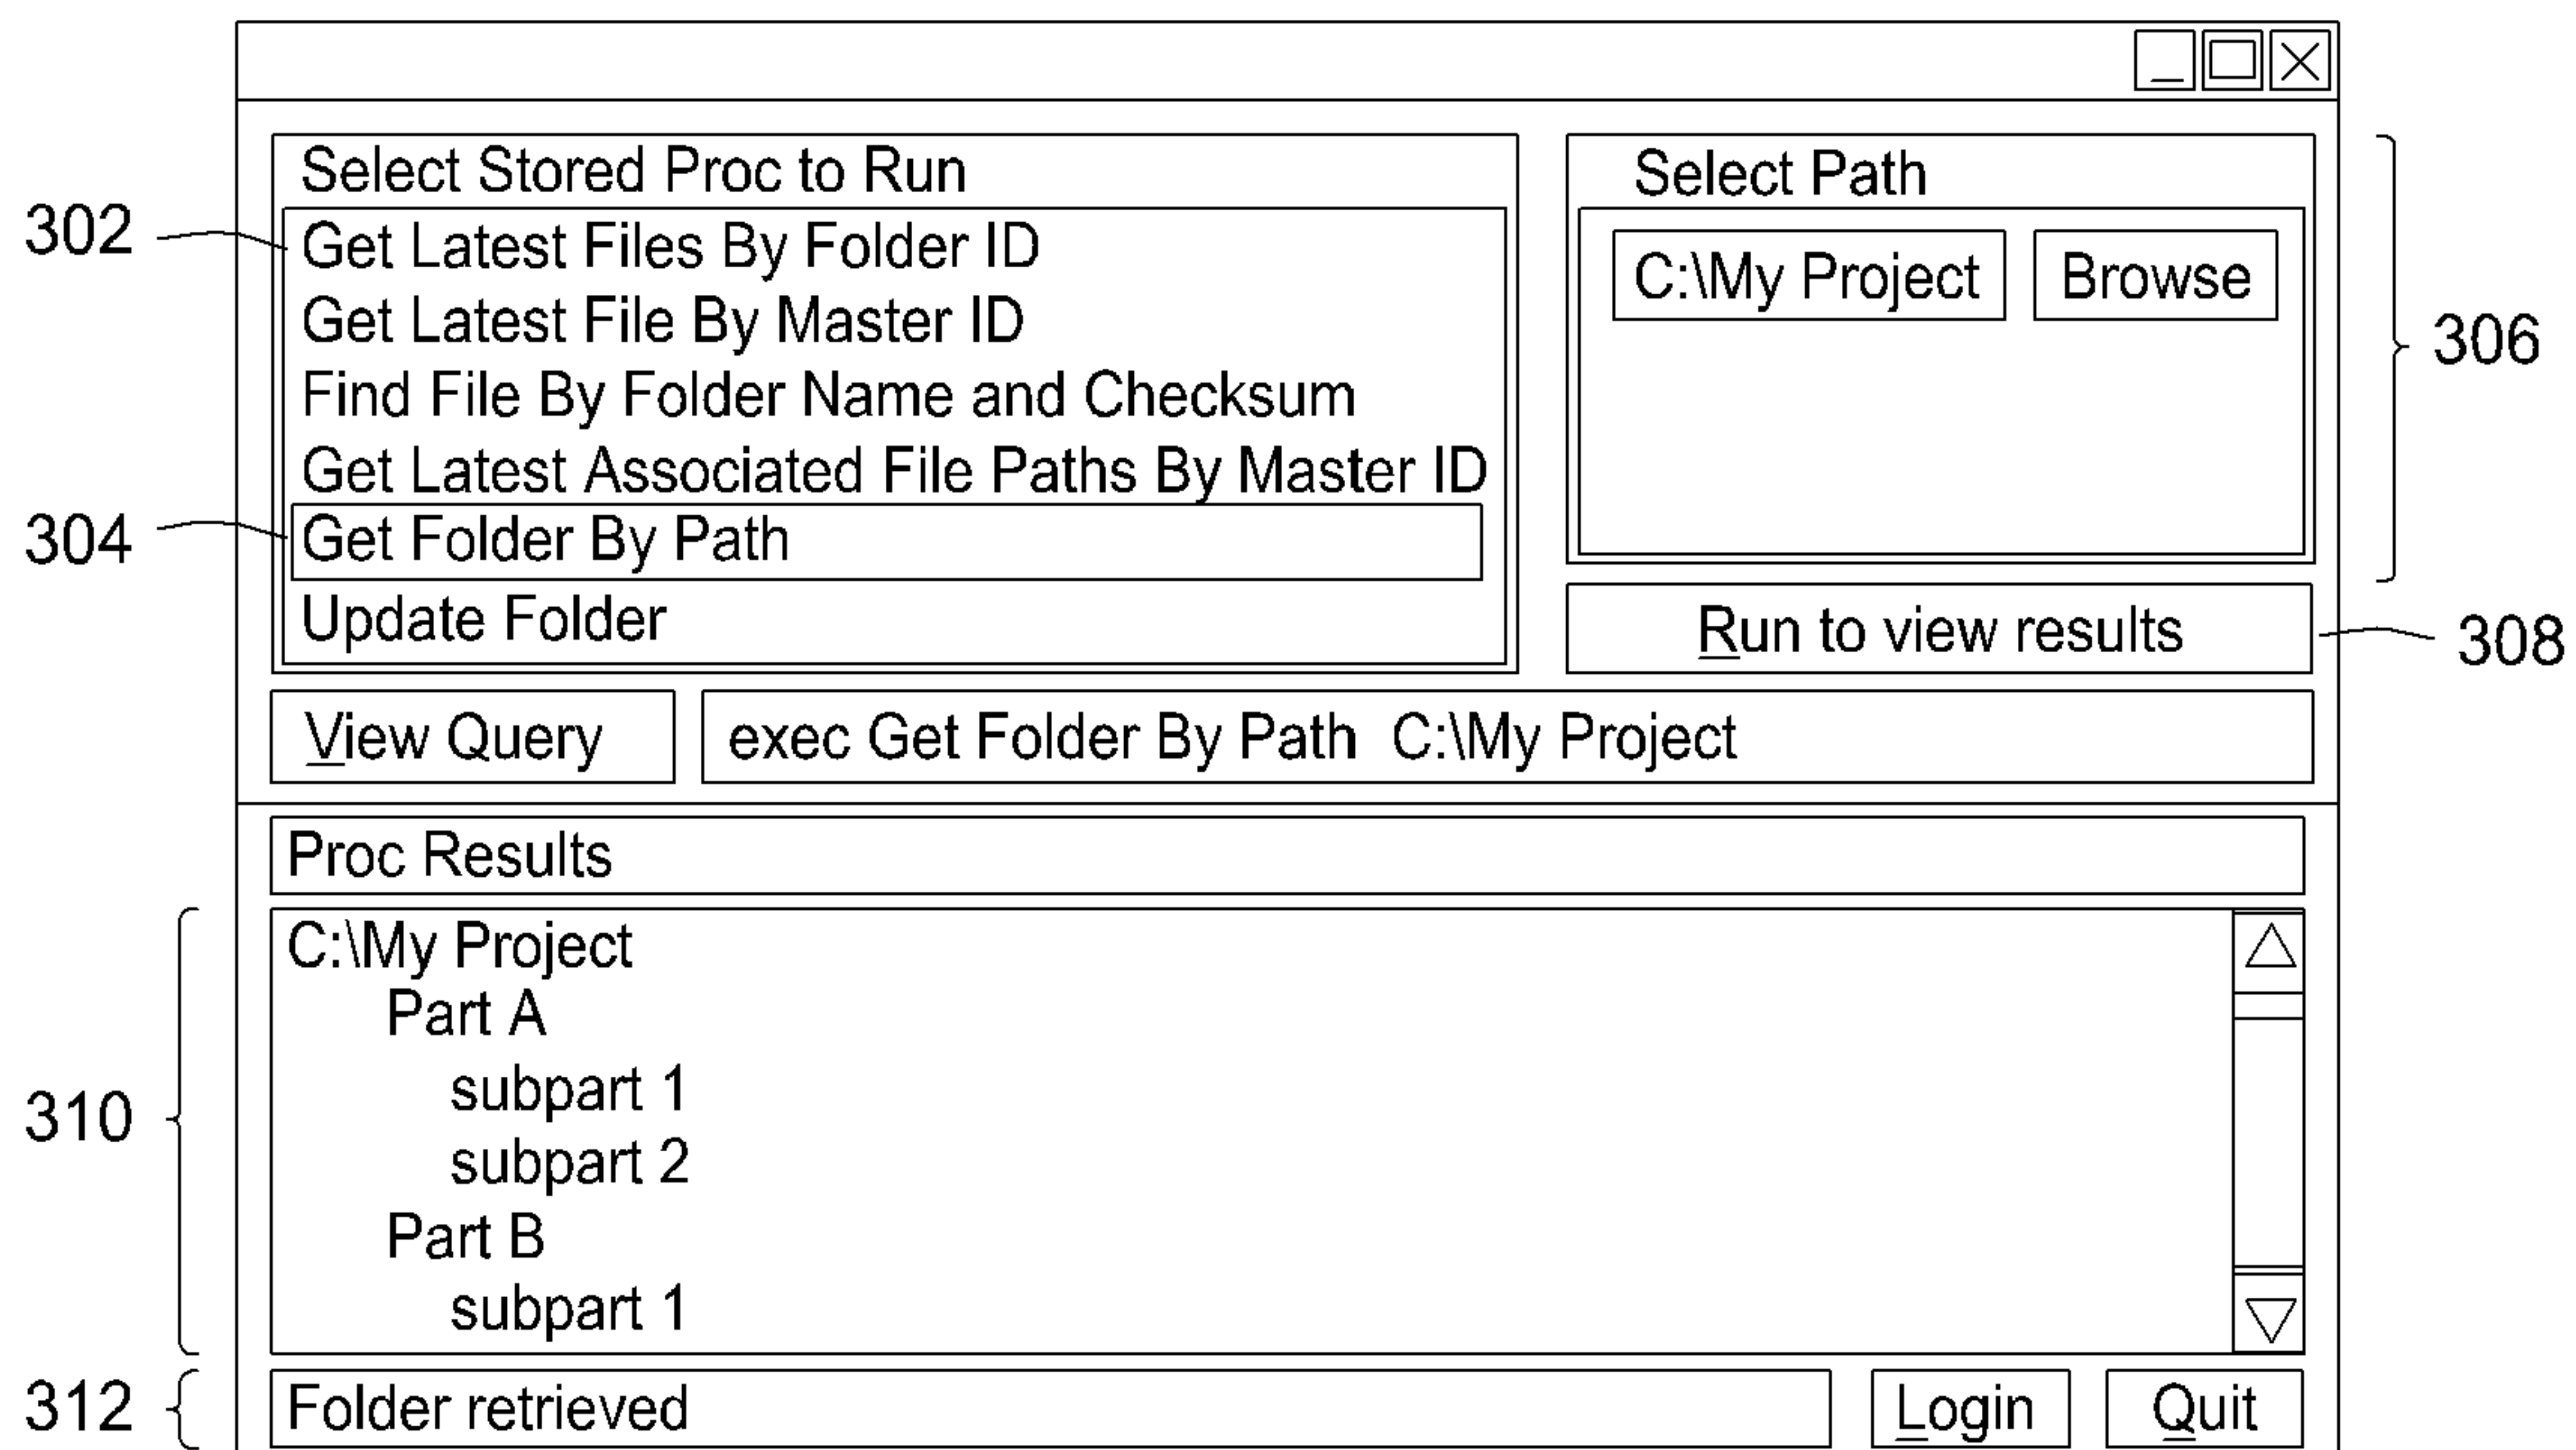 Select Stored Proc to Run
302
Get Latest Files By Folder ID
Get Latest File By Master ID
Find File By Folder Name and Checksum
Get Latest Associated File Paths By Master ID
304
Get Folder By Path
Update Folder
Select Path
C:\My Project
Browse
306
Run to view results
308
View Query
exec Get Folder By Path C:\My Project
Proc Results
310
C:\My Project
Part A
subpart 1
subpart 2
Part B
subpart 1
312
Folder retrieved
Login
Quit